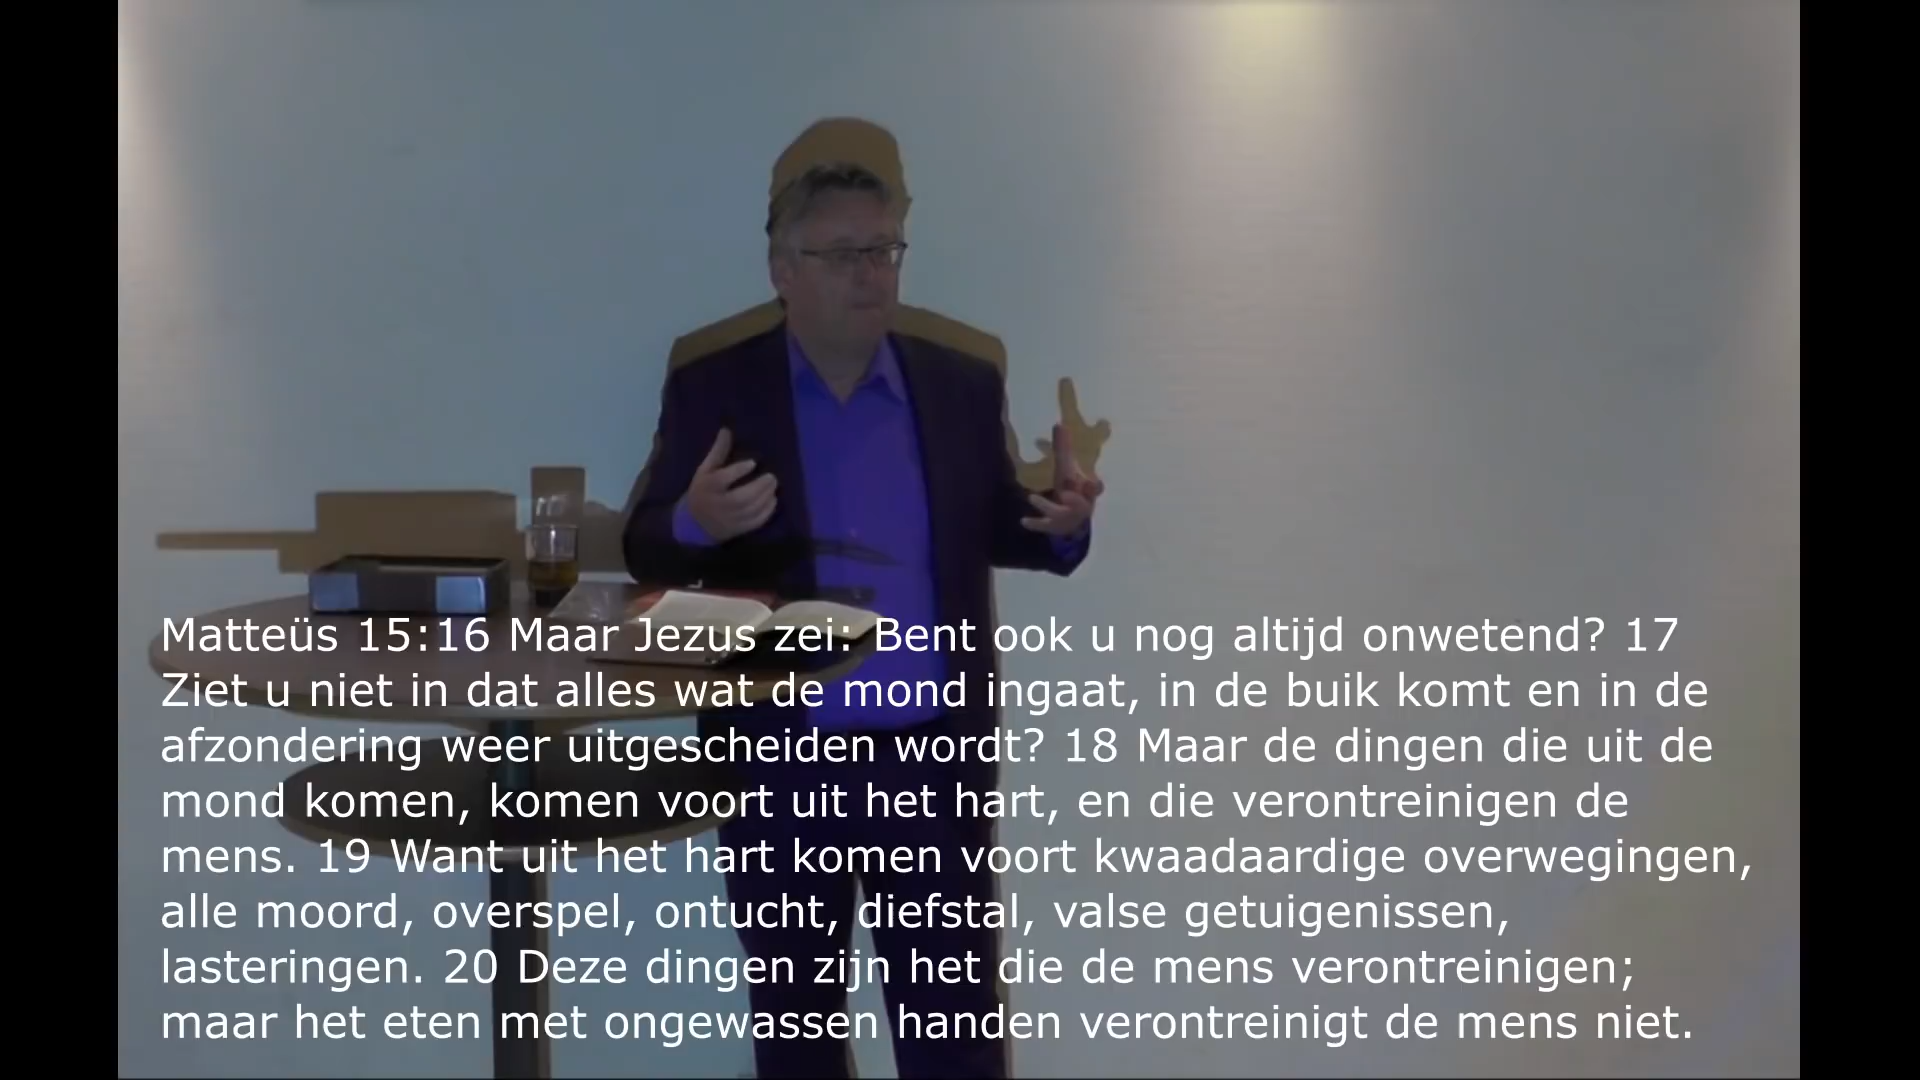 Matteüs 15:16 Maar Jezus zei: Bent ook u nog altijd onwetend? 17
Ziet u niet in dat alles wat de mond ingaat, in de buik komt en in de
afzondering weer uitgescheiden wordt? 18 Maar de dingen die uit de
mond komen, komen voort uit het hart, en die verontreinigen de
mens. 19 Want uit het hart komen voort kwaadaardige overwegingen,
alle moord, overspel, ontucht, diefstal, valse getuigenissen,
lasteringen. 20 Deze dingen zijn het die de mens verontreinigen;
maar het eten met ongewassen handen verontreinigt de mens niet.